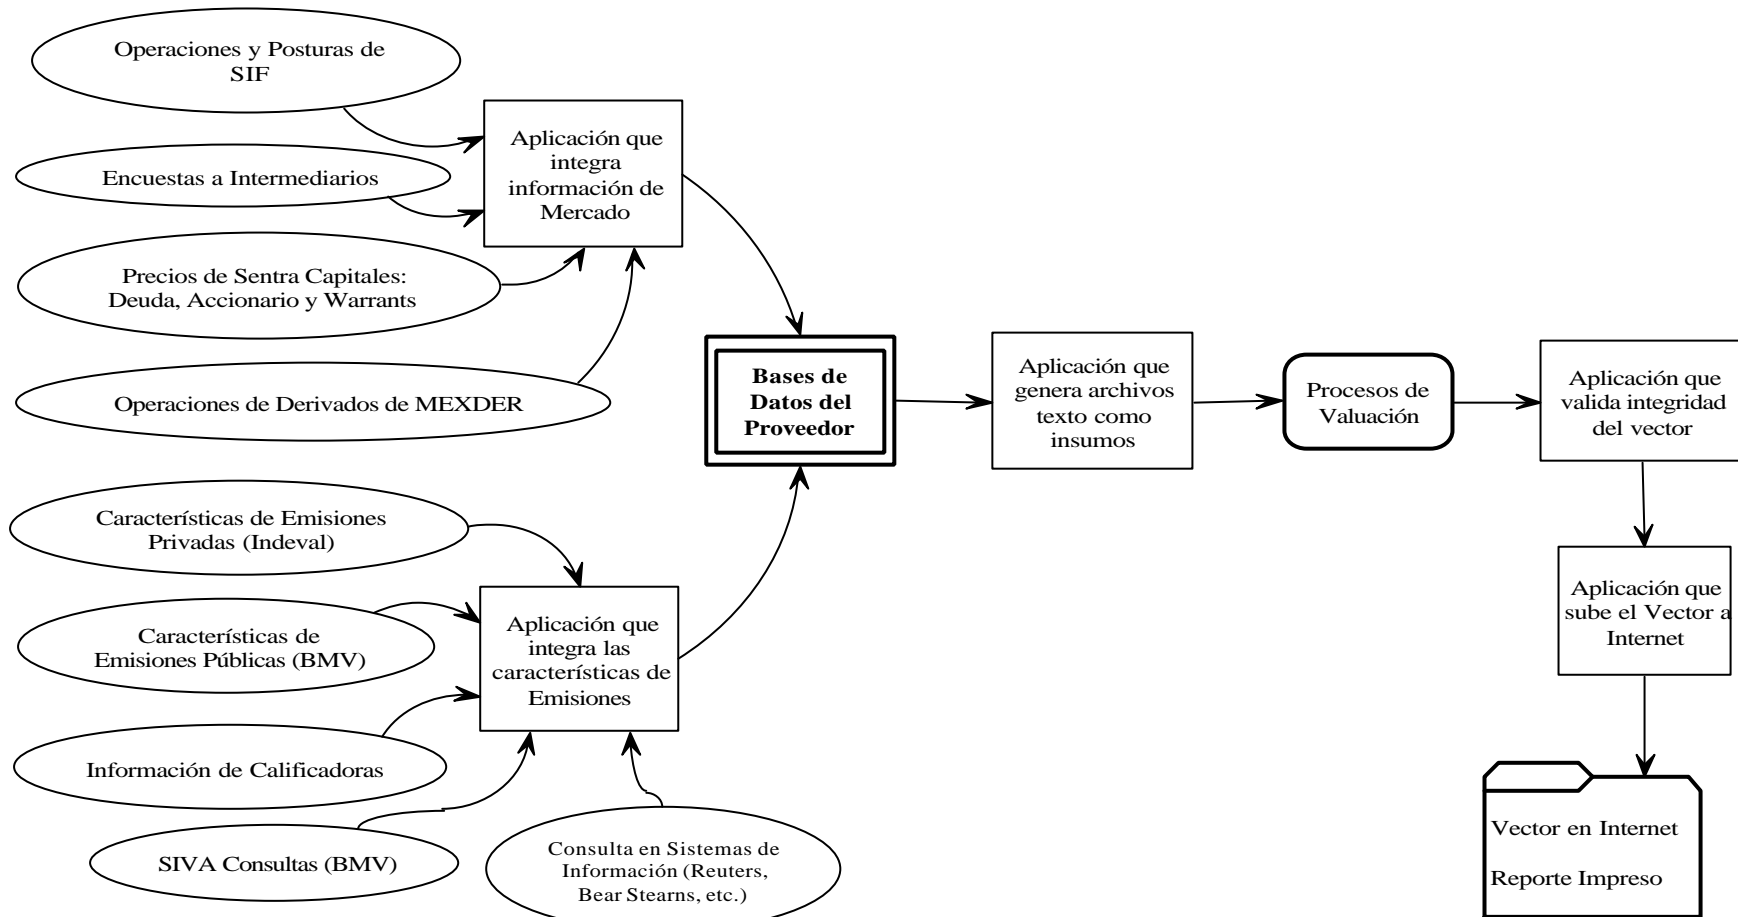 Operaciones y Posturas de
SIF
Encuestas a Intermediarios
Precios de Sentra Capitales:
Deuda, Accionario y Warrants
Operaciones de Derivados de MEXDER
Aplicación que
integra
información de
Mercado
Características de Emisiones
Privadas (Indeval)
Características de
Emisiones Públicas (BMV)
Información de Calificadoras
SIVA Consultas (BMV)
Consulta en Sistemas de
Información (Reuters,
Bear Stearns, etc.)
Aplicación que
integra las
características de
Emisiones
Bases de
Datos del
Proveedor
Aplicación que
genera archivos
texto como
insumos
Procesos de
Valuación
Aplicación que
valida integridad
del vector
Aplicación que
sube el Vector a
Internet
Vector en Internet
Reporte Impreso